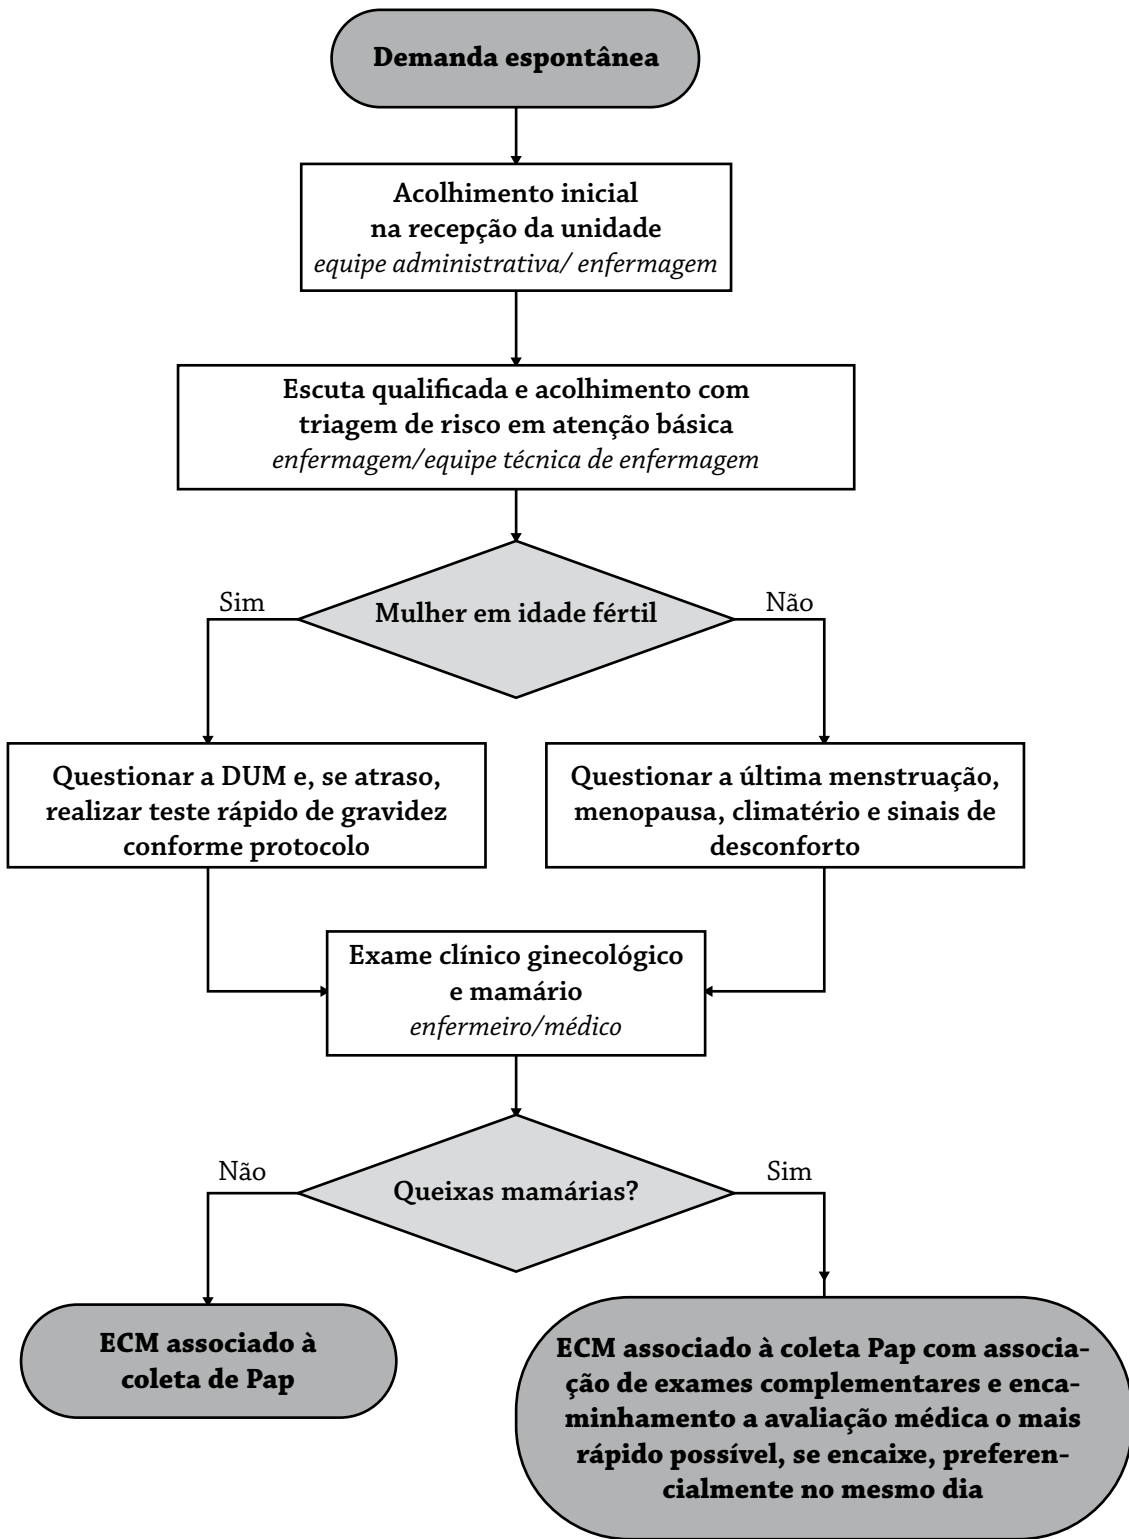 Demanda espontânea
Acolhimento inicial
na recepção da unidade
equipe administrativa/ enfermagem
Escuta qualificada e acolhimento com
triagem de risco em atenção básica
enfermagem/equipe técnica de enfermagem
Mulher em idade fértil
Sim
Não
Questionar a DUM e, se atraso,
realizar teste rápido de gravidez
conforme protocolo
Questionar a última menstruação,
menopausa, climatério e sinais de
desconforto
Exame clínico ginecológico
e mamário
enfermeiro/médico
Queixas mamárias?
Não
Sim
ECM associado à
coleta de Pap
ECM associado à coleta Pap com associa-
ção de exames complementares e enca-
minhamento a avaliação médica o mais
rápido possível, se encaixe, preferen-
cialmente no mesmo dia